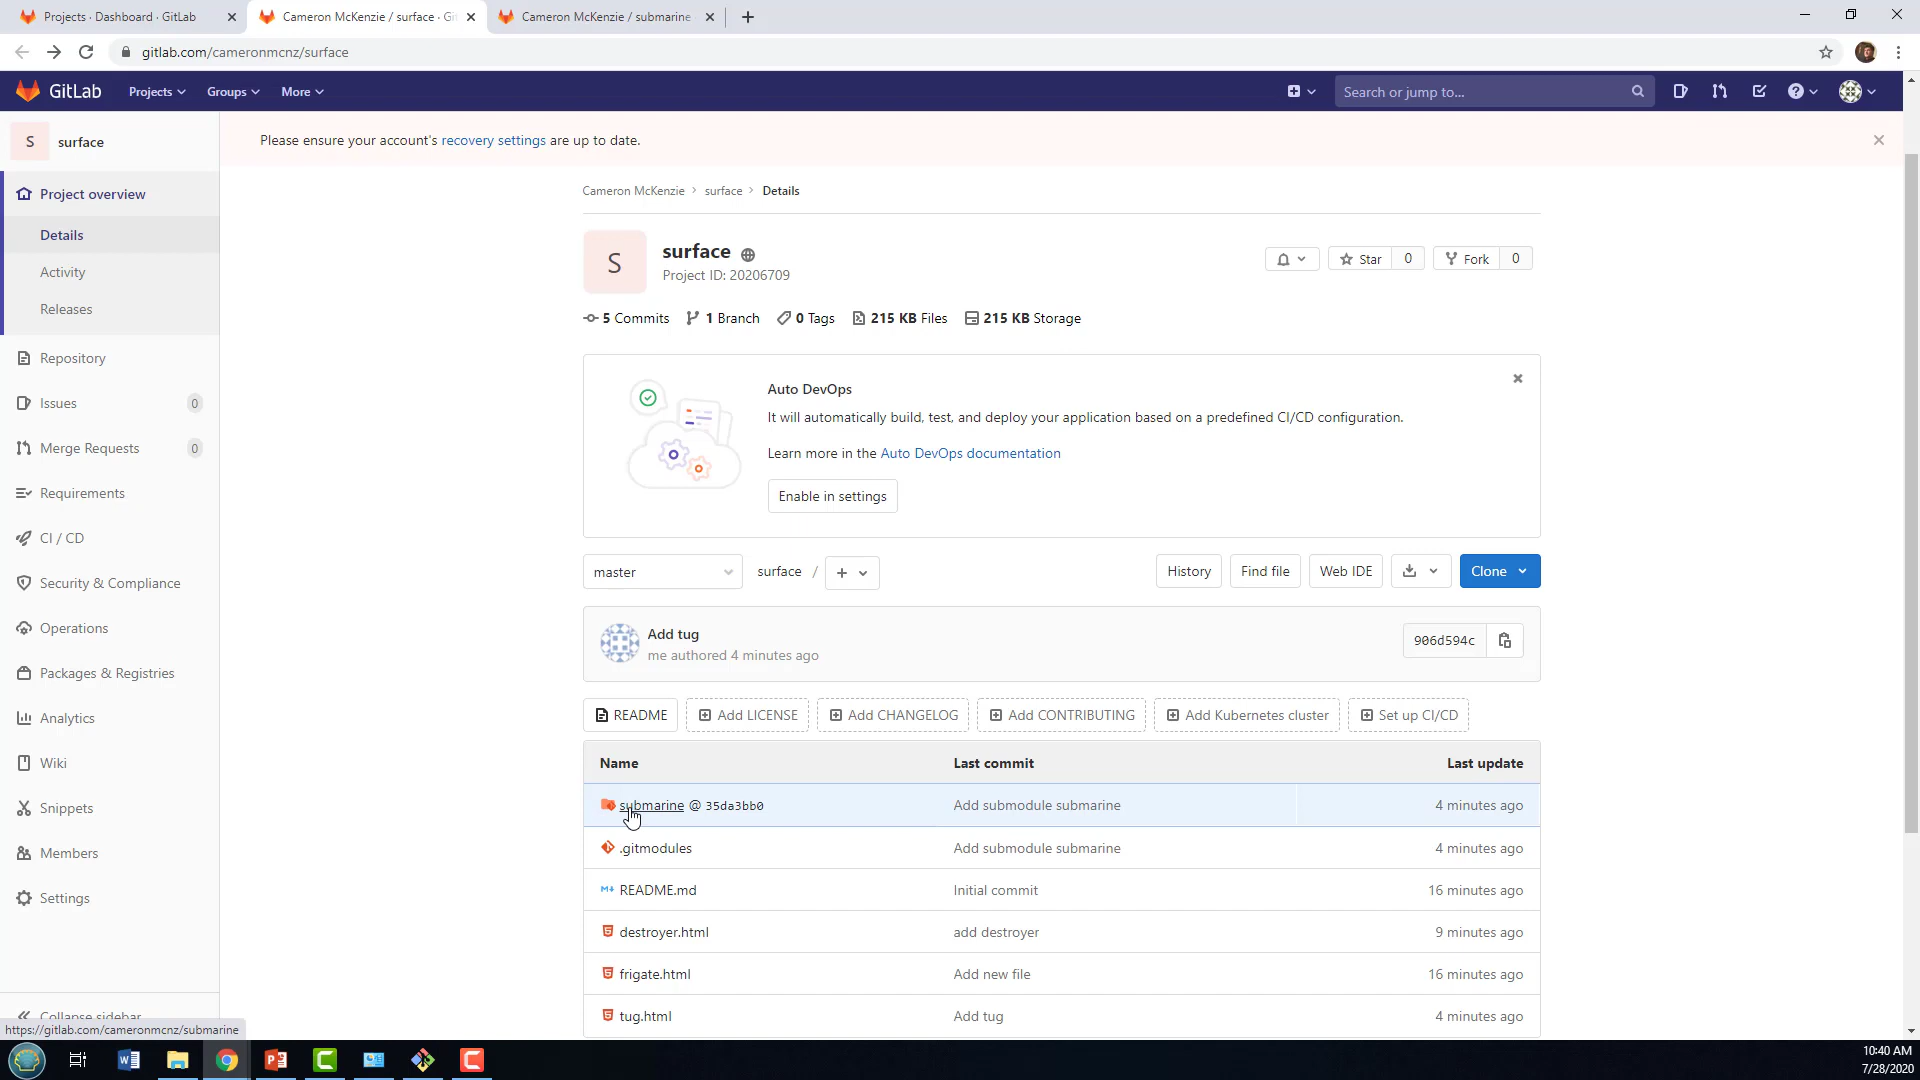 Projects · Dashboard · GitLab
Cameron McKenzie / surface · Gi
Cameron McKenzie / submarine
gitlab.com/cameronmcnz/surface
GitLab
Projects
Groups
More
Search or jump to...
S
surface
Please ensure your account's recovery settings are up to date.
Project overview
Details
Activity
Releases
Repository
Issues 0
Merge Requests 0
Requirements
CI / CD
Security & Compliance
Operations
Packages & Registries
Analytics
Wiki
Snippets
Members
Settings
Collapse sidebar
https://gitlab.com/cameronmcnz/submarine
Cameron McKenzie > surface > Details
S
surface
Project ID: 20206709
Star 0
Fork 0
5 Commits
1 Branch
0 Tags
215 KB Files
215 KB Storage
Auto DevOps
It will automatically build, test, and deploy your application based on a predefined CI/CD configuration.
Learn more in the Auto DevOps documentation
Enable in settings
master
surface /
History
Find file
Web IDE
Clone
Add tug
me authored 4 minutes ago
906d594c
README
Add LICENSE
Add CHANGELOG
Add CONTRIBUTING
Add Kubernetes cluster
Set up CI/CD
Name Last commit Last update
submarine @ 35da3bb0 Add submodule submarine 4 minutes ago
.gitmodules Add submodule submarine 4 minutes ago
README.md Initial commit 16 minutes ago
destroyer.html add destroyer 9 minutes ago
frigate.html Add new file 16 minutes ago
tug.html Add tug 4 minutes ago
10:40 AM
7/28/2020